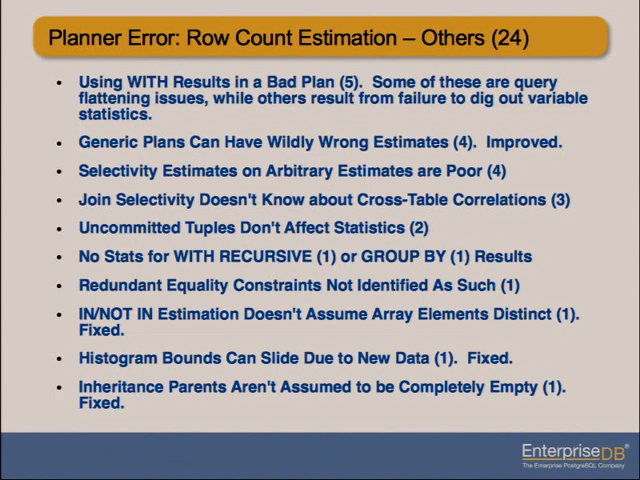 Planner Error: Row Count Estimation – Others (24)
• Using WITH Results in a Bad Plan (5). Some of these are query
flattening issues, while others result from failure to dig out variable
statistics.
• Generic Plans Can Have Wildly Wrong Estimates (4). Improved.
• Selectivity Estimates on Arbitrary Estimates are Poor (4)
• Join Selectivity Doesn't Know about Cross-Table Correlations (3)
• Uncommitted Tuples Don't Affect Statistics (2)
• No Stats for WITH RECURSIVE (1) or GROUP BY (1) Results
• Redundant Equality Constraints Not Identified As Such (1)
• IN/NOT IN Estimation Doesn't Assume Array Elements Distinct (1).
Fixed.
• Histogram Bounds Can Slide Due to New Data (1). Fixed.
• Inheritance Parents Aren't Assumed to be Completely Empty (1).
Fixed.
EnterpriseDB®
The Enterprise PostgreSQL Company